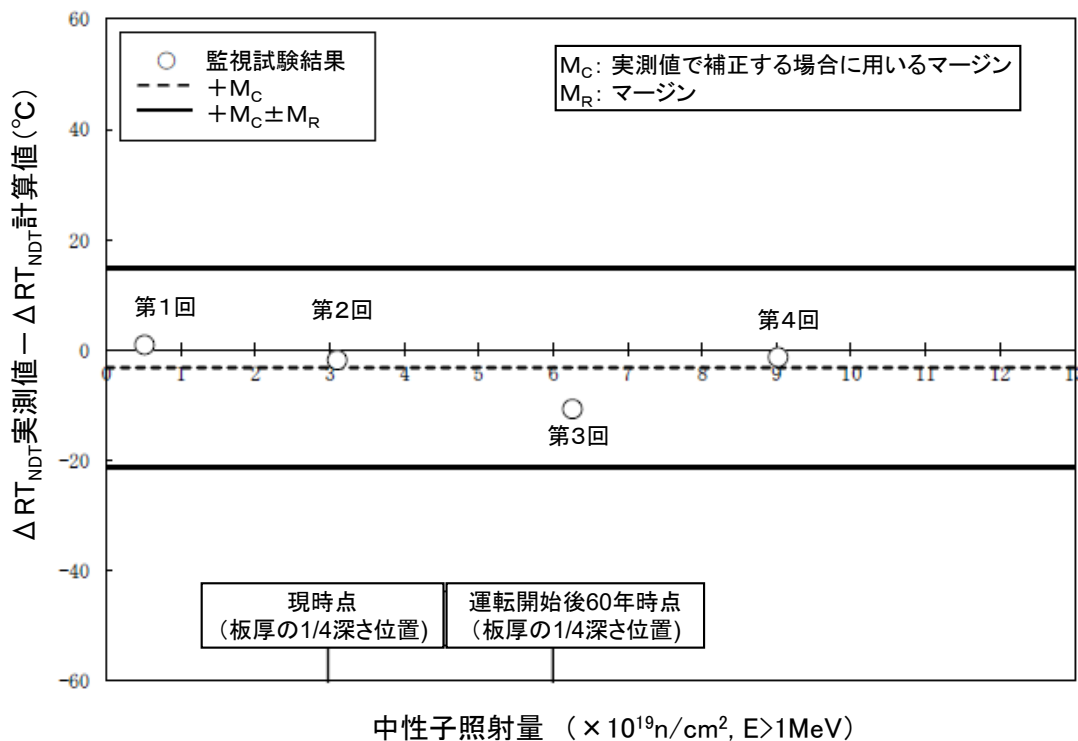 60
40
20
0
-20
-40
-60
監視試験結果
+M_C
+M_C±M_R
M_C: 実測値で補正する場合に用いるマージン
M_R: マージン
ΔRT_NDT実測値-ΔRT_NDT計算値(℃)
第1回
第2回
第3回
第4回
0 1 2 3 4 5 6 7 8 9 10 11 12
現時点
(板厚の1/4深さ位置)
運転開始後60年時点
(板厚の1/4深さ位置)
中性子照射量 (×10¹⁹n/cm², E>1MeV)